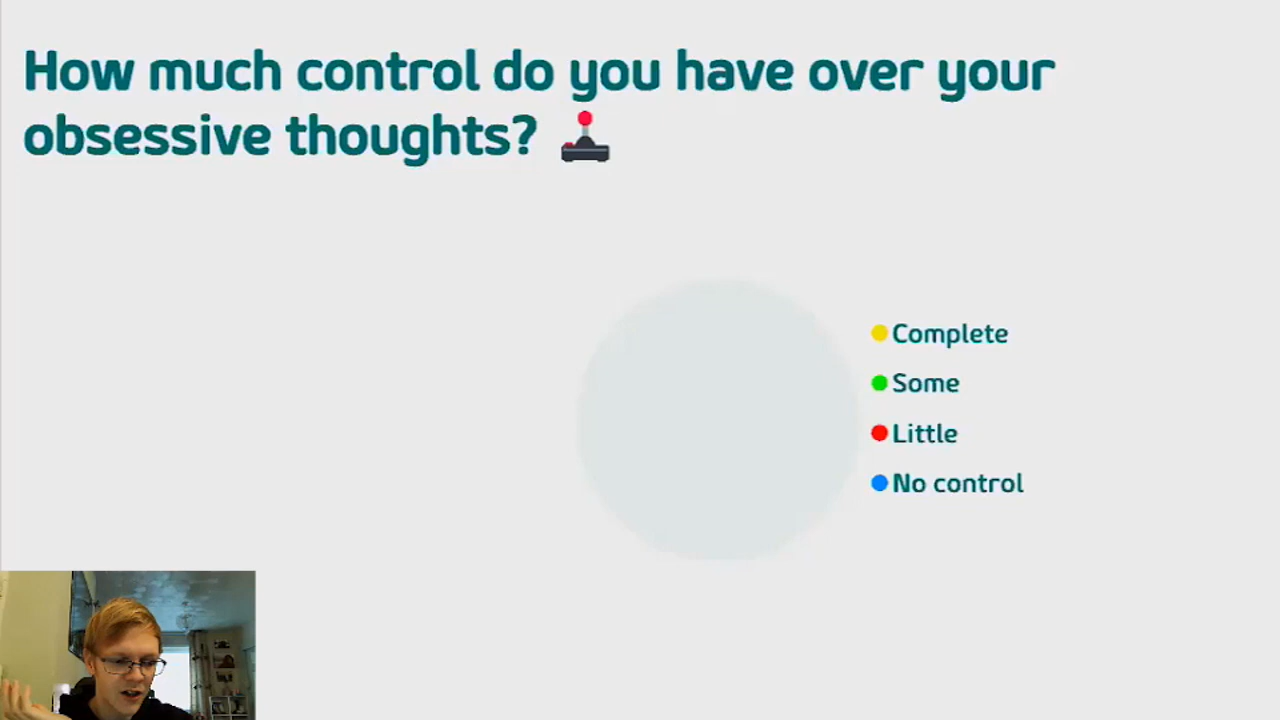 How much control do you have over your
obsessive thoughts? 🕹️
Complete
Some
Little
No control